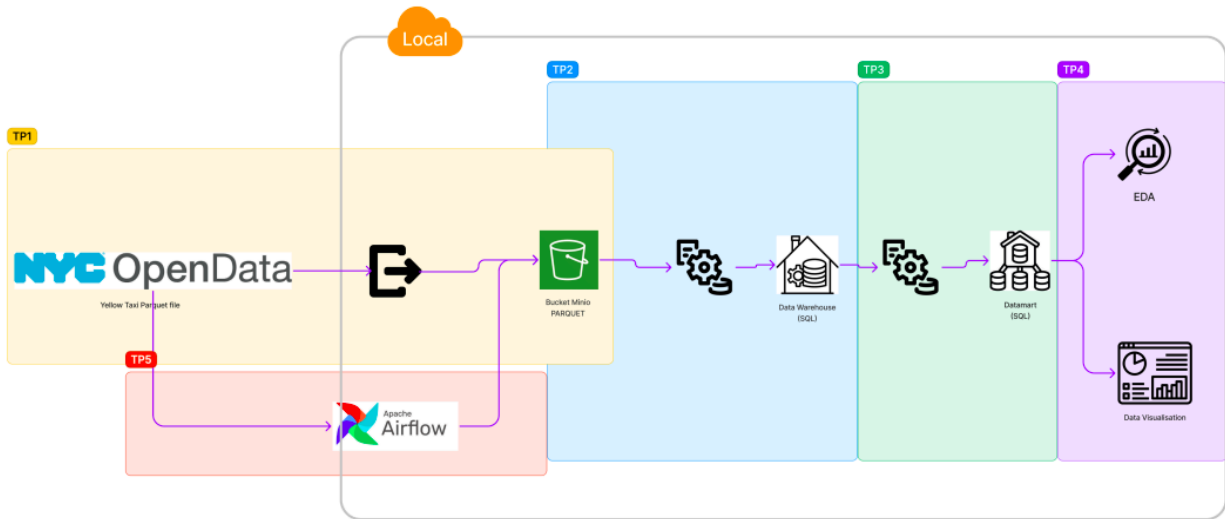 Local
TP1
TP2
TP3
TP4
NYC OpenData
Yellow Taxi Parquet file
Bucket Minio
PARQUET
Data Warehouse
(SQL)
Datamart
(SQL)
EDA
Data Visualisation
TP5
Apache
Airflow